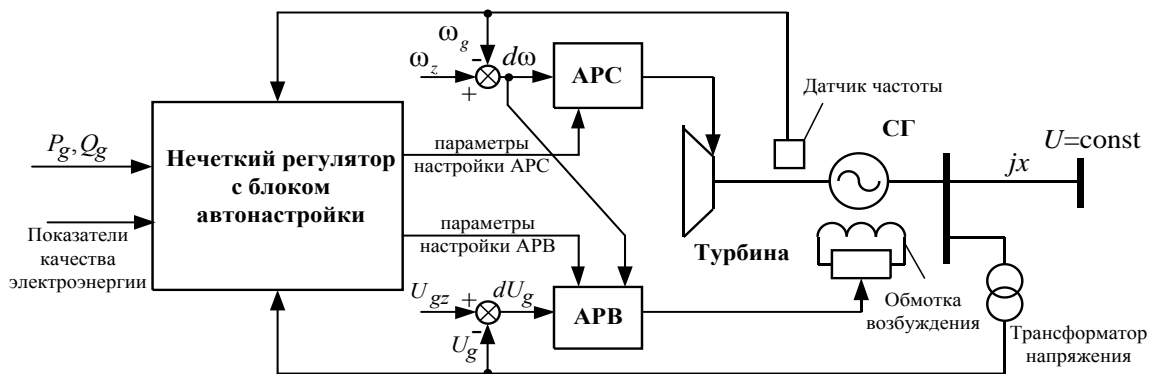 ω_g
-
ω_z
+
dω
АРС
Датчик частоты
СГ
U=const
jx
P_g, Q_g
Нечеткий регулятор
с блоком
автонастройки
параметры
настройки АРС
параметры
настройки АРВ
Показатели
качества
электроэнергии
Турбина
U_gz
+
dU_g
АРВ
U_g
-
Обмотка
возбуждения
Трансформатор
напряжения